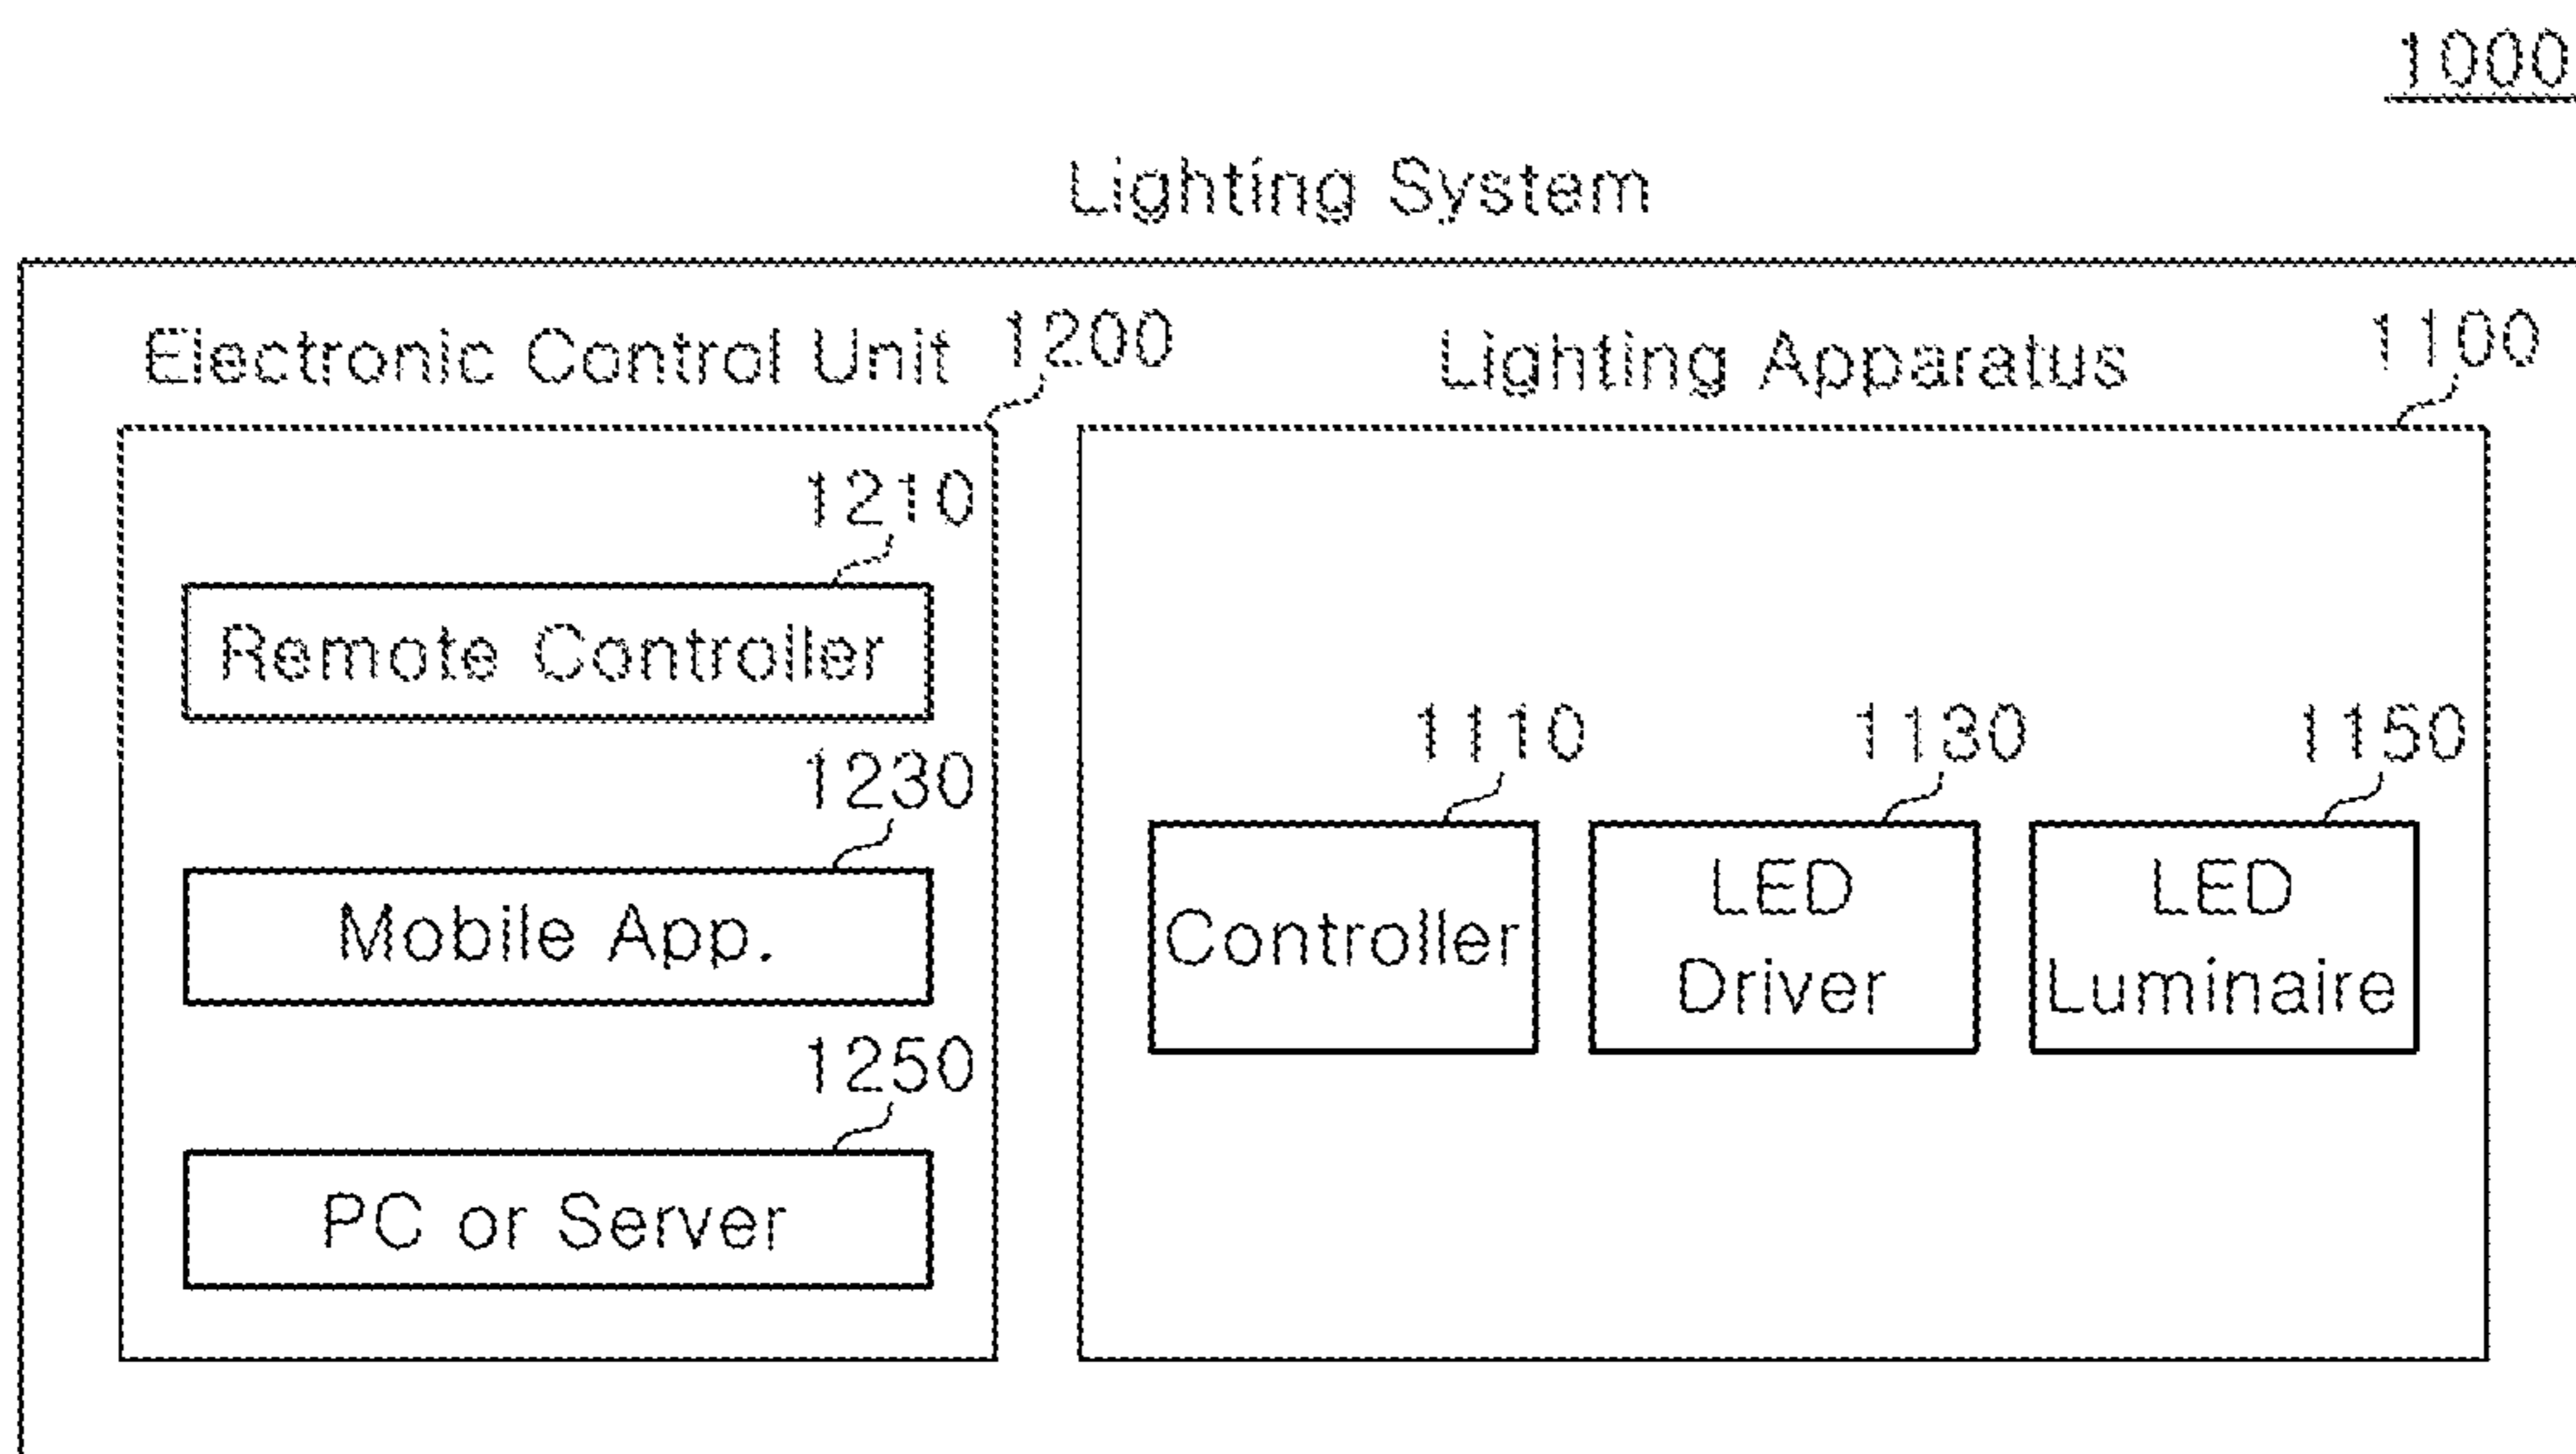 1000
Lighting System
Electronic Control Unit 1200
Lighting Apparatus 1100
1210
Remote Controller
1230
Mobile App.
1250
PC or Server
1110
Controller
1130
LED
Driver
1150
LED
Luminaire